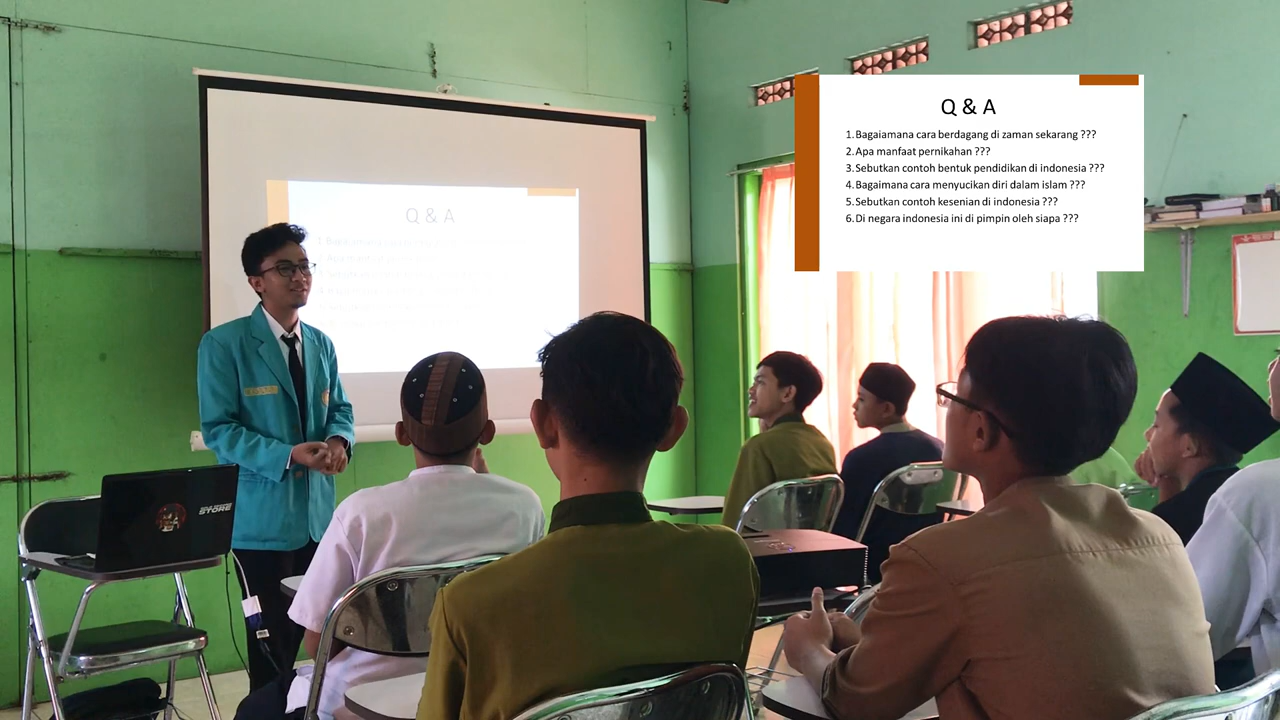 Q & A
1. Bagaiamana cara berdagang di zaman sekarang ???
2. Apa manfaat pernikahan ???
3. Sebutkan contoh bentuk pendidikan di indonesia ???
4. Bagaimana cara menyucikan diri dalam islam ???
5. Sebutkan contoh kesenian di indonesia ???
6. Di negara indonesia ini di pimpin oleh siapa ???
Q & A
STORE